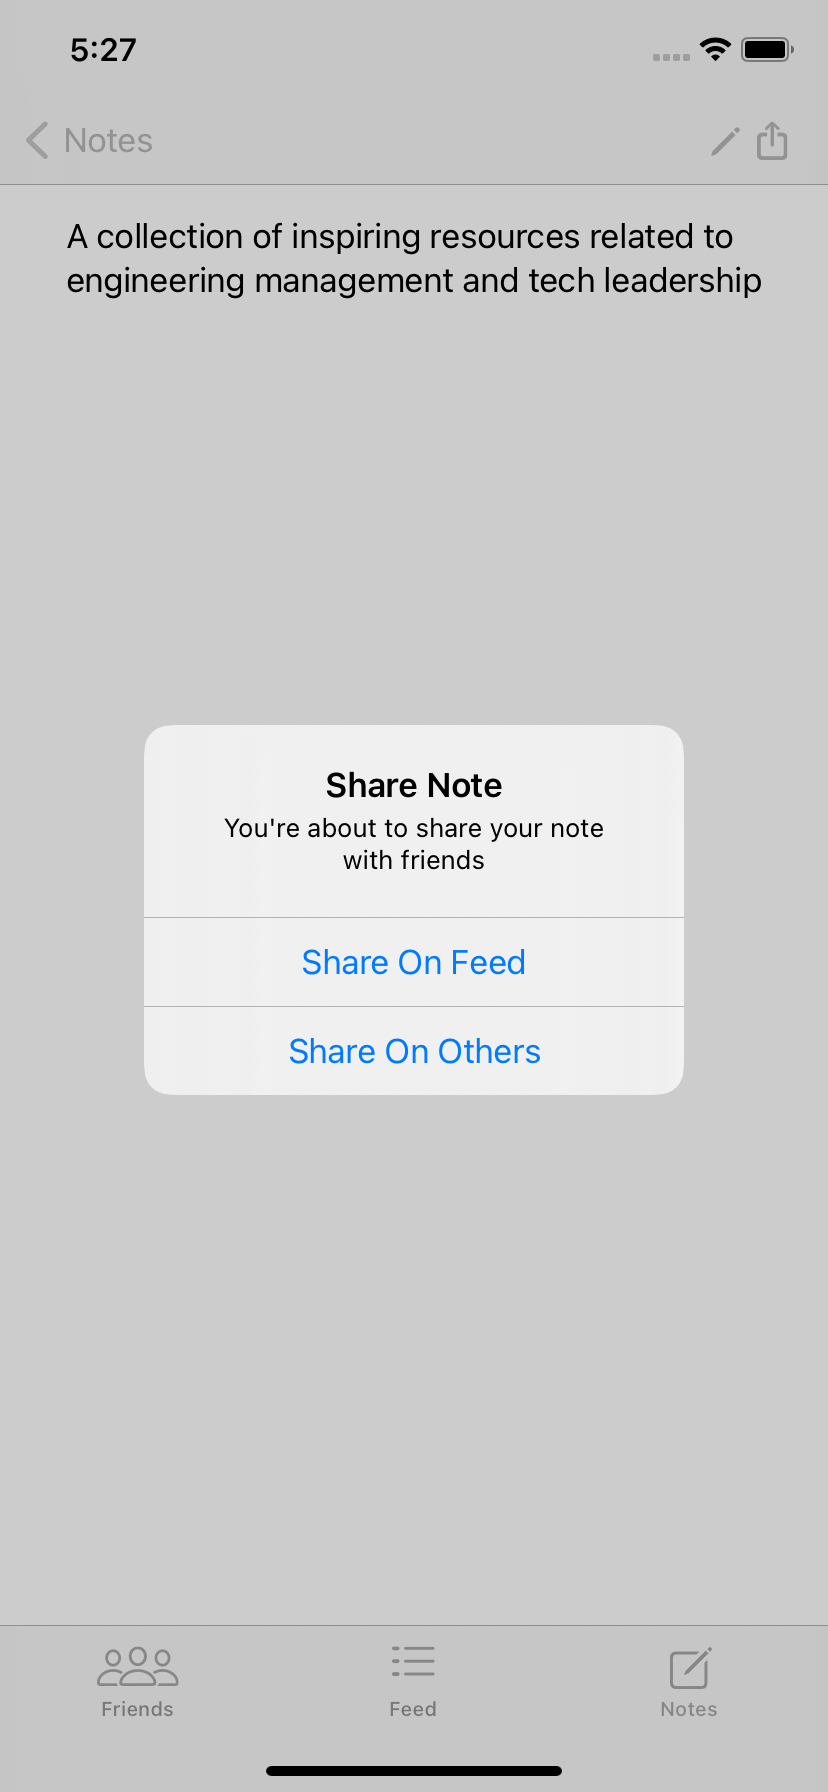 5:27
Notes
A collection of inspiring resources related to
engineering management and tech leadership
Share Note
You're about to share your note
with friends
Share On Feed
Share On Others
Friends
Feed
Notes